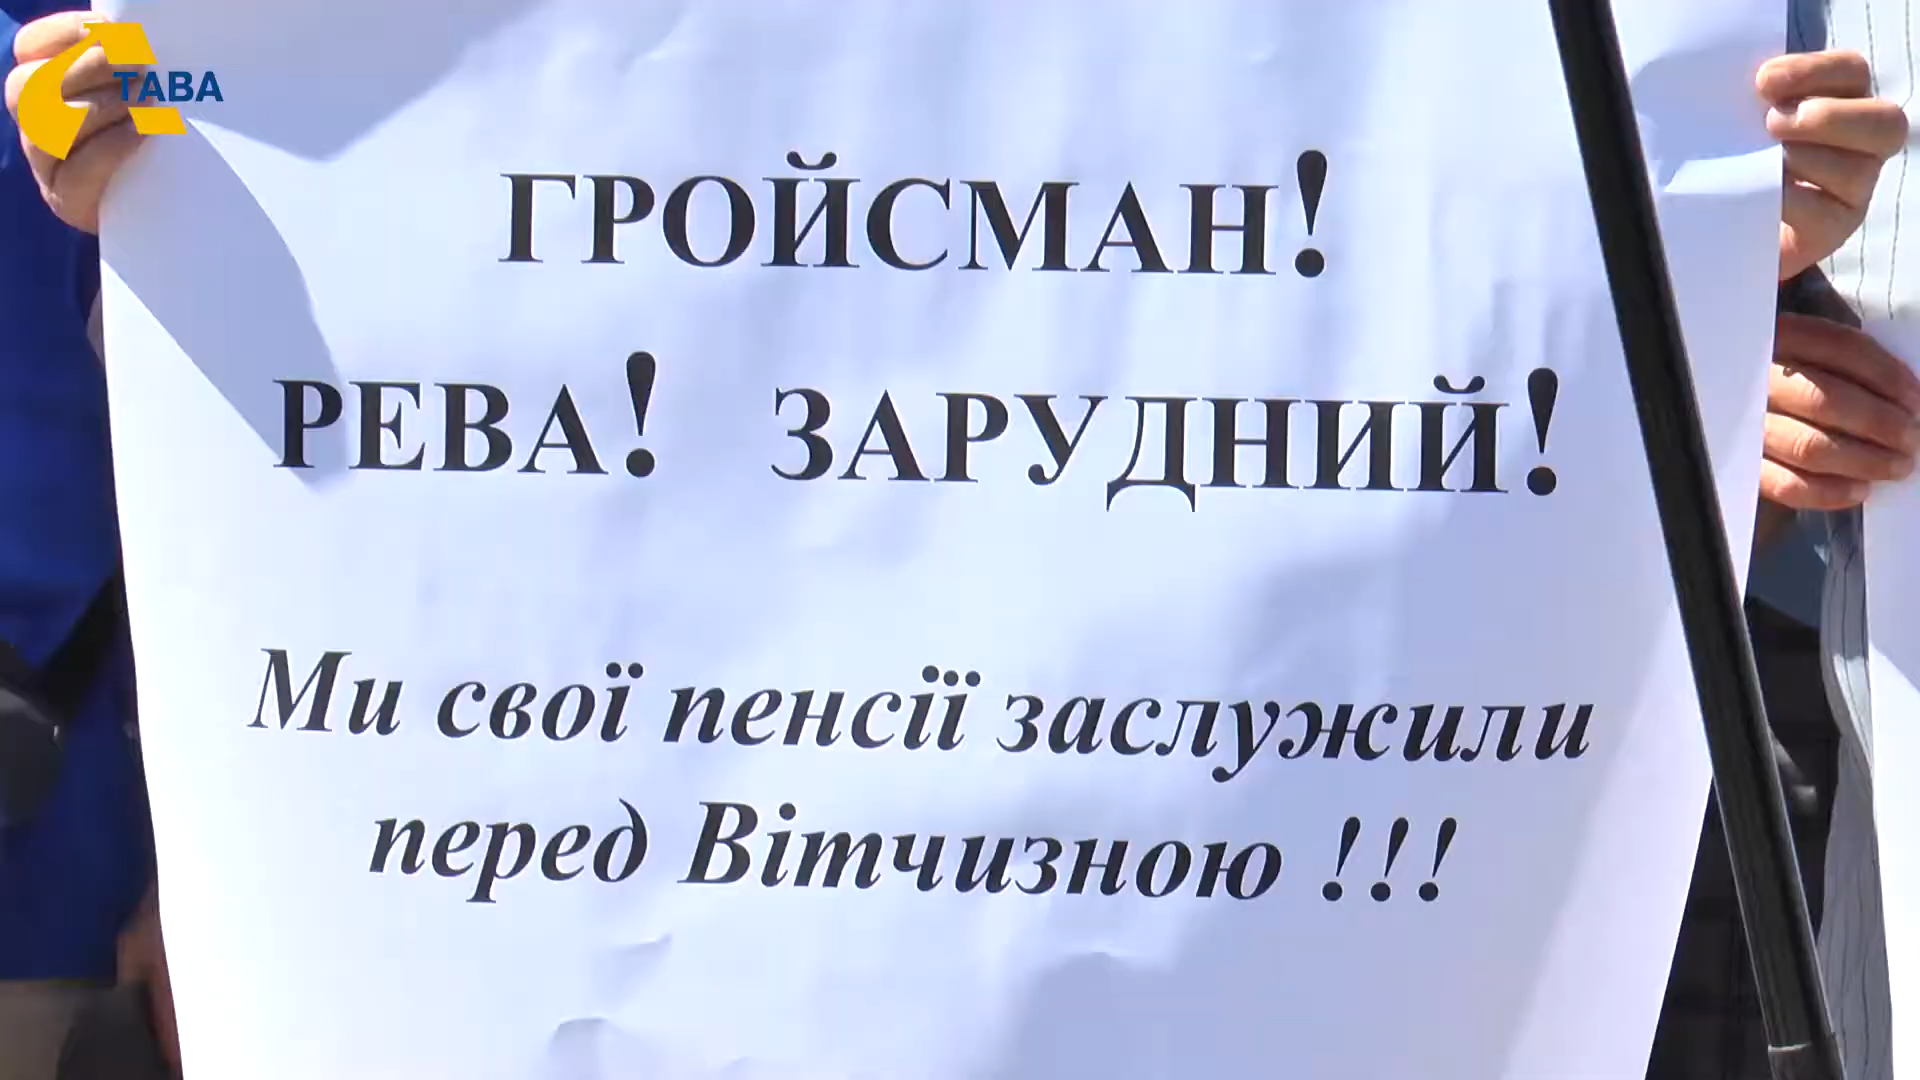 ТАВА
ГРОЙСМАН!
РЕВА! ЗАРУДНИЙ!
Ми свої пенсії заслужили
перед Вітчизною !!!